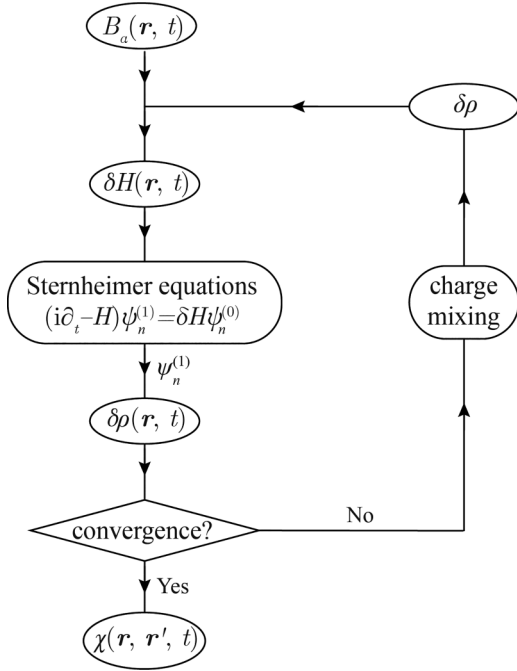 B_a(r, t)
δρ
δH(r, t)
Sternheimer equations
(i∂_t–H)ψ_n^(1)=δHψ_n^(0)
charge
mixing
ψ_n^(1)
δρ(r, t)
convergence?
No
Yes
χ(r, r′, t)